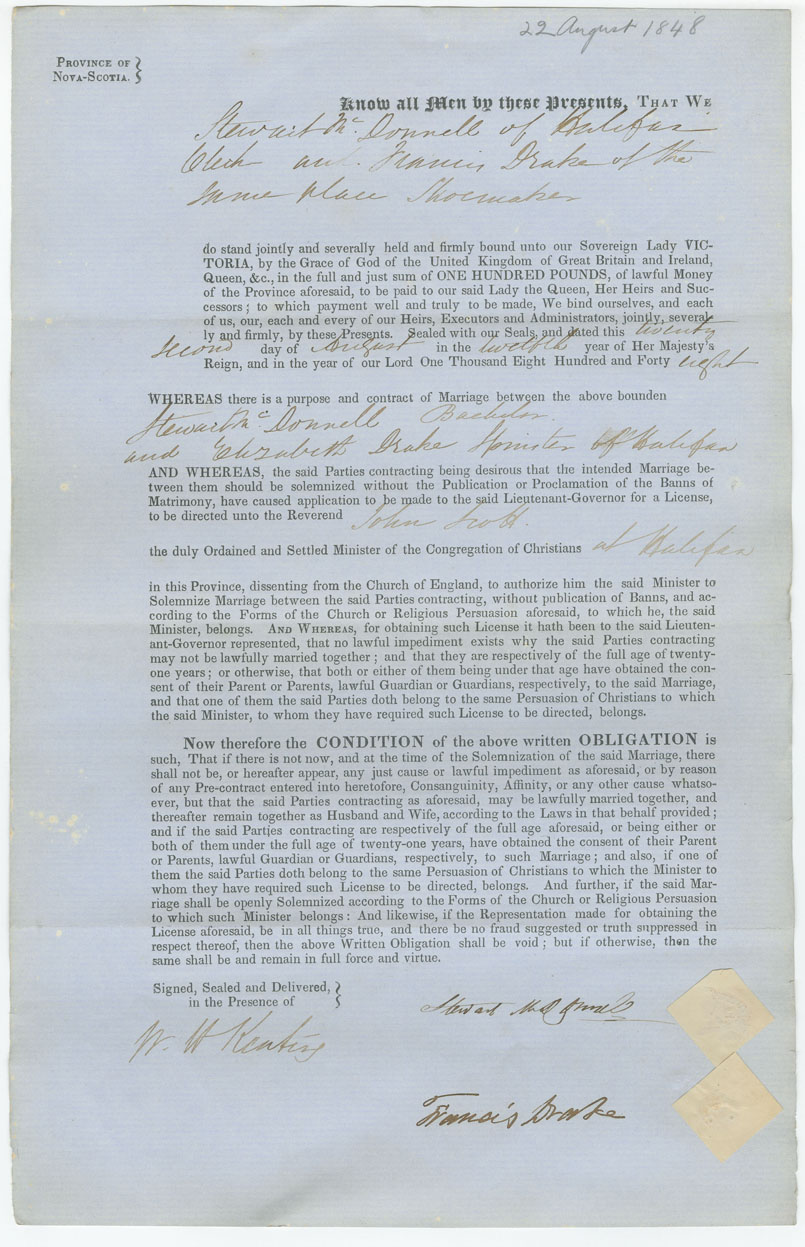 22 August 1848
PROVINCE OF
NOVA-SCOTIA.
Know all Men by these Presents, THAT WE
Stewart Mc. Donnell of Halifax
Clerk and Francis Drake of the
same place Shoemaker
do stand jointly and severally held and firmly bound unto our Sovereign Lady VIC-
TORIA, by the Grace of God of the United Kingdom of Great Britain and Ireland,
Queen, &c., in the full and just sum of ONE HUNDRED POUNDS, of lawful Money
of the Province aforesaid, to be paid to our said Lady the Queen, Her Heirs and Suc-
cessors; to which payment well and truly to be made, We bind ourselves, and each
of us, our, each and every of our Heirs, Executors and Administrators, jointly, several-
ly and firmly, by these Presents. Sealed with our Seals, and dated this twenty
second day of August in the twelfth year of Her Majesty's
Reign, and in the year of our Lord One Thousand Eight Hundred and Forty eight
WHEREAS there is a purpose and contract of Marriage between the above bounden
Stewart Mc. Donnell Bachelor.
and Elizabeth Drake Spinster of Halifax
AND WHEREAS, the said Parties contracting being desirous that the intended Marriage be-
tween them should be solemnized without the Publication or Proclamation of the Banns of
Matrimony, have caused application to be made to the said Lieutenant-Governor for a License,
to be directed unto the Reverend John Scott.
the duly Ordained and Settled Minister of the Congregation of Christians at Halifax
in this Province, dissenting from the Church of England, to authorize him the said Minister to
Solemnize Marriage between the said Parties contracting, without publication of Banns, and ac-
cording to the Forms of the Church or Religious Persuasion aforesaid, to which he, the said
Minister, belongs. AND WHEREAS, for obtaining such License it hath been to the said Lieuten-
ant-Governor represented, that no lawful impediment exists why the said Parties contracting
may not be lawfully married together; and that they are respectively of the full age of twenty-
one years; or otherwise, that both or either of them being under that age have obtained the con-
sent of their Parent or Parents, lawful Guardian or Guardians, respectively, to the said Marriage,
and that one of them the said Parties doth belong to the same Persuasion of Christians to which
the said Minister, to whom they have required such License to be directed, belongs.
Now therefore the CONDITION of the above written OBLIGATION is
such, That if there is not now, and at the time of the Solemnization of the said Marriage, there
shall not be, or hereafter appear, any just cause or lawful impediment as aforesaid, or by reason
of any Pre-contract entered into heretofore, Consanguinity, Affinity, or any other cause whatso-
ever, but that the said Parties contracting as aforesaid, may be lawfully married together, and
thereafter remain together as Husband and Wife, according to the Laws in that behalf provided;
and if the said Parties contracting are respectively of the full age aforesaid, or being either or
both of them under the full age of twenty-one years, have obtained the consent of their Parent
or Parents, lawful Guardian or Guardians, respectively, to such Marriage; and also, if one of
them the said Parties doth belong to the same Persuasion of Christians to which the Minister to
whom they have required such License to be directed, belongs. And further, if the said Mar-
riage shall be openly Solemnized according to the Forms of the Church or Religious Persuasion
to which such Minister belongs: And likewise, if the Representation made for obtaining the
License aforesaid, be in all things true, and there be no fraud suggested or truth suppressed in
respect thereof, then the above Written Obligation shall be void; but if otherwise, then the
same shall be and remain in full force and virtue.
Signed, Sealed and Delivered,
in the Presence of
Stewart McDonnell
W. H Keating
Francis Drake